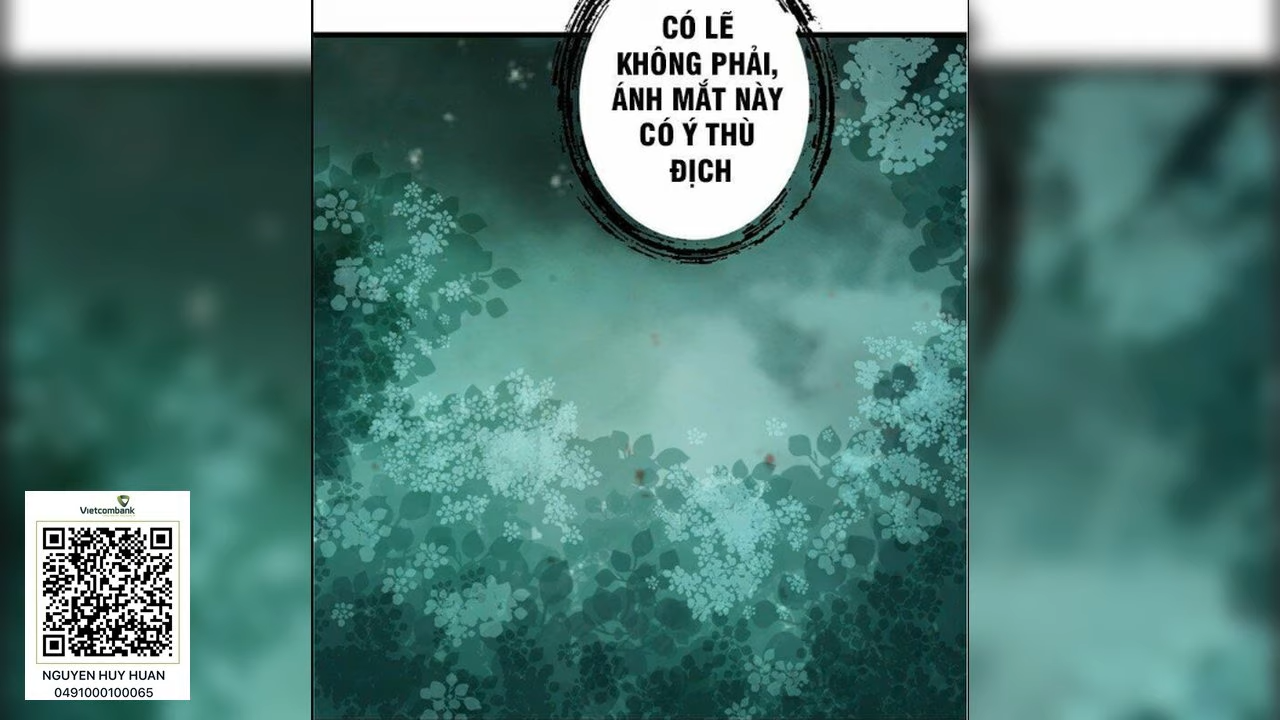 CÓ LẼ
KHÔNG PHẢI,
ÁNH MẮT NÀY
CÓ Ý THÙ
ĐỊCH
Vietcombank
NGUYEN HUY HUAN
0491000100065